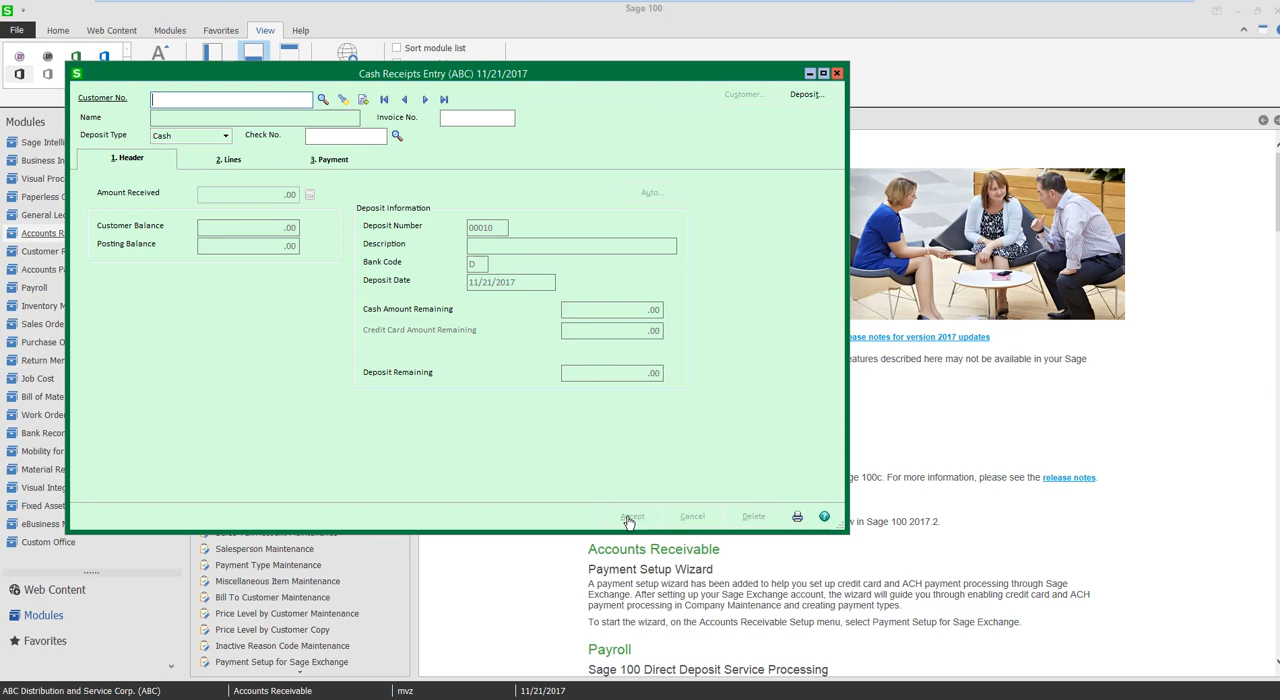 S
Sage 100
File
Home
Web Content
Modules
Favorites
View
Help
Sort module list
S
Cash Receipts Entry (ABC) 11/21/2017
Customer No.
Customer...
Deposit...
Name
Invoice No.
Deposit Type
Cash
Check No.
1. Header
2. Lines
3. Payment
Amount Received
.00
Auto...
Customer Balance
.00
Posting Balance
.00
Deposit Information
Deposit Number
00010
Description
Bank Code
D
Deposit Date
11/21/2017
Cash Amount Remaining
.00
Credit Card Amount Remaining
.00
Deposit Remaining
.00
Accept
Cancel
Delete
Modules
Sage Intelli
Business In
Visual Proc
Paperless O
General Led
Accounts R
Customer R
Accounts Pa
Payroll
Inventory M
Sales Orde
Purchase O
Return Mer
Job Cost
Bill of Mate
Work Order
Bank Recon
Mobility for
Material Re
Visual Integ
Fixed Asset
eBusiness M
Custom Office
Web Content
Modules
Favorites
Salesperson Maintenance
Payment Type Maintenance
Miscellaneous Item Maintenance
Bill To Customer Maintenance
Price Level by Customer Maintenance
Price Level by Customer Copy
Inactive Reason Code Maintenance
Payment Setup for Sage Exchange
ease notes for version 2017 updates
eatures described here may not be available in your Sage
ge 100c. For more information, please see the release notes.
w in Sage 100 2017.2.
Accounts Receivable
Payment Setup Wizard
A payment setup wizard has been added to help you set up credit card and ACH payment processing through Sage
Exchange. After setting up your Sage Exchange account, the wizard will guide you through enabling credit card and ACH
payment processing in Company Maintenance and creating payment types.
To start the wizard, on the Accounts Receivable Setup menu, select Payment Setup for Sage Exchange.
Payroll
Sage 100 Direct Deposit Service Processing
ABC Distribution and Service Corp. (ABC)
Accounts Receivable
mvz
11/21/2017